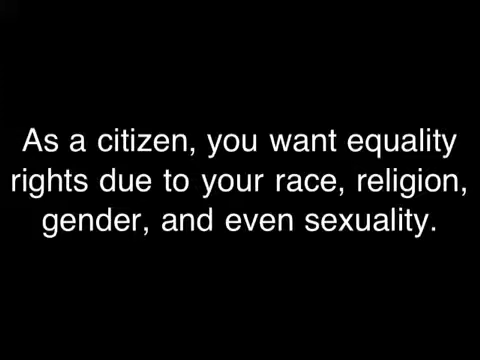 As a citizen, you want equality
rights due to your race, religion,
gender, and even sexuality.